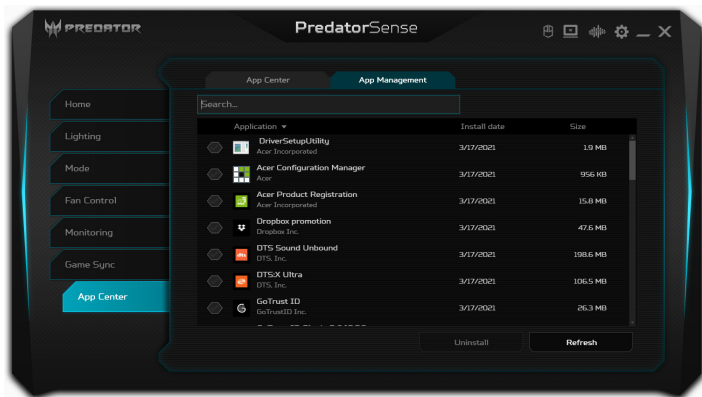 PREDATOR
PredatorSense
App Center
App Management
Home
Lighting
Mode
Fan Control
Monitoring
Game Sync
App Center
Search...
Application Install date Size
DriverSetupUtility
Acer Incorporated
3/17/2021 1.9 MB
Acer Configuration Manager
Acer
3/17/2021 956 KB
Acer Product Registration
Acer Incorporated
3/17/2021 15.8 MB
Dropbox promotion
Dropbox Inc.
3/17/2021 47.6 MB
DTS Sound Unbound
DTS, Inc.
3/17/2021 198.6 MB
DTS:X Ultra
DTS, Inc.
3/17/2021 106.5 MB
GoTrust ID
GoTrustID Inc.
3/17/2021 26.3 MB
Uninstall
Refresh